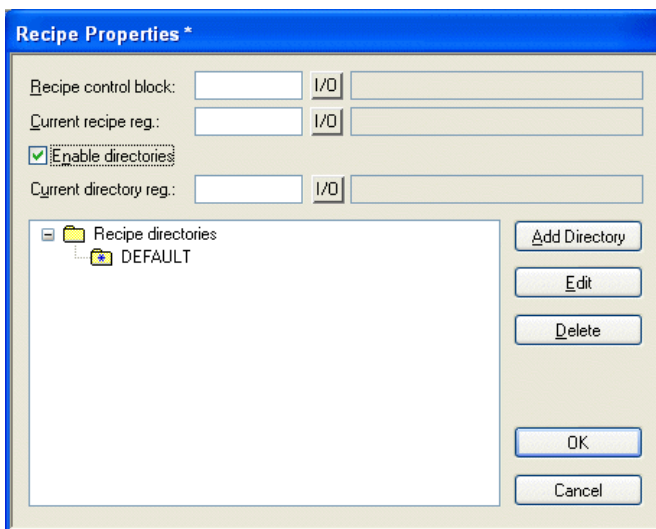 Recipe Properties *
Recipe control block: I/O
Current recipe reg.: I/O
Enable directories
Current directory reg.: I/O
Recipe directories
DEFAULT
Add Directory
Edit
Delete
OK
Cancel